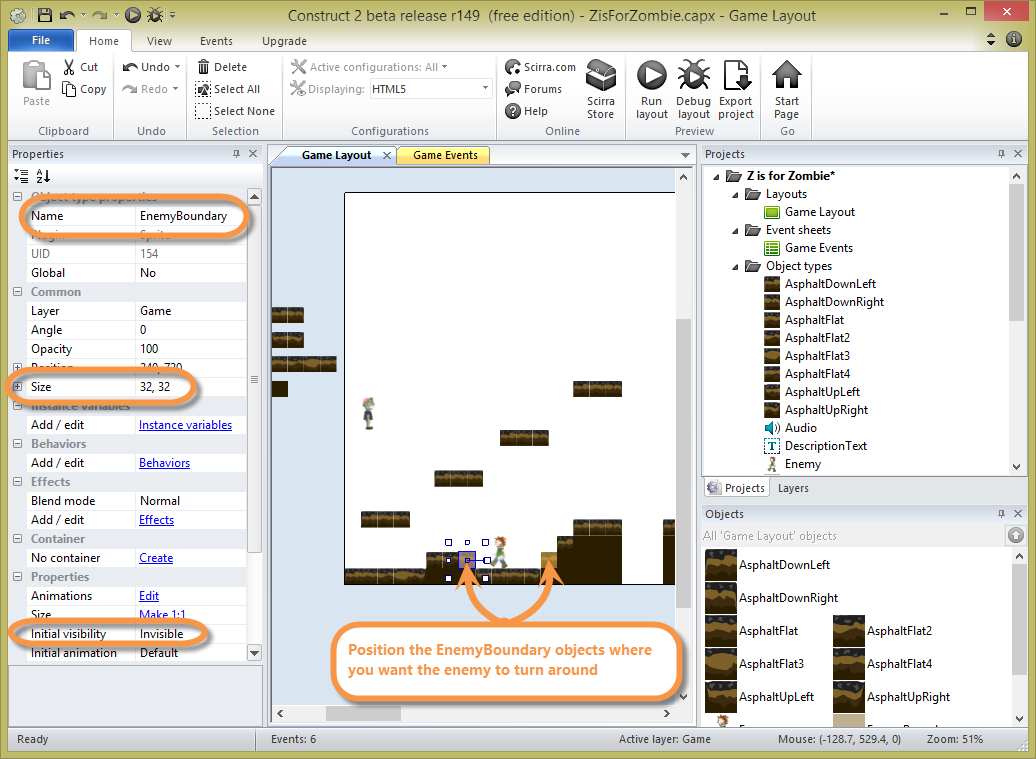 Construct 2 beta release r149 (free edition) - ZisForZombie.capx - Game Layout
File Home View Events Upgrade
Paste
Cut
Copy
Clipboard
Undo
Redo
Undo
Delete
Select All
Select None
Selection
Active configurations: All
Displaying: HTML5
Configurations
Scirra.com
Forums
Help
Scirra
Store
Online
Run
layout
Debug
layout
Export
project
Preview
Start
Page
Go
Properties
Object type properties
Name EnemyBoundary
Plugin Sprite
UID 154
Global No
Common
Layer Game
Angle 0
Opacity 100
Position 240, 720
Size 32, 32
Instance variables
Add / edit Instance variables
Behaviors
Add / edit Behaviors
Effects
Blend mode Normal
Add / edit Effects
Container
No container Create
Properties
Animations Edit
Size Make 1:1
Initial visibility Invisible
Initial animation Default
Game Layout
Game Events
Position the EnemyBoundary objects where
you want the enemy to turn around
Projects
Z is for Zombie*
Layouts
Game Layout
Event sheets
Game Events
Object types
AsphaltDownLeft
AsphaltDownRight
AsphaltFlat
AsphaltFlat2
AsphaltFlat3
AsphaltFlat4
AsphaltUpLeft
AsphaltUpRight
Audio
T DescriptionText
Enemy
Projects Layers
Objects
All 'Game Layout' objects
AsphaltDownLeft
AsphaltDownRight
AsphaltFlat AsphaltFlat2
AsphaltFlat3 AsphaltFlat4
AsphaltUpLeft AsphaltUpRight
Ready Events: 6 Active layer: Game Mouse: (-128.7, 529.4, 0) Zoom: 51%